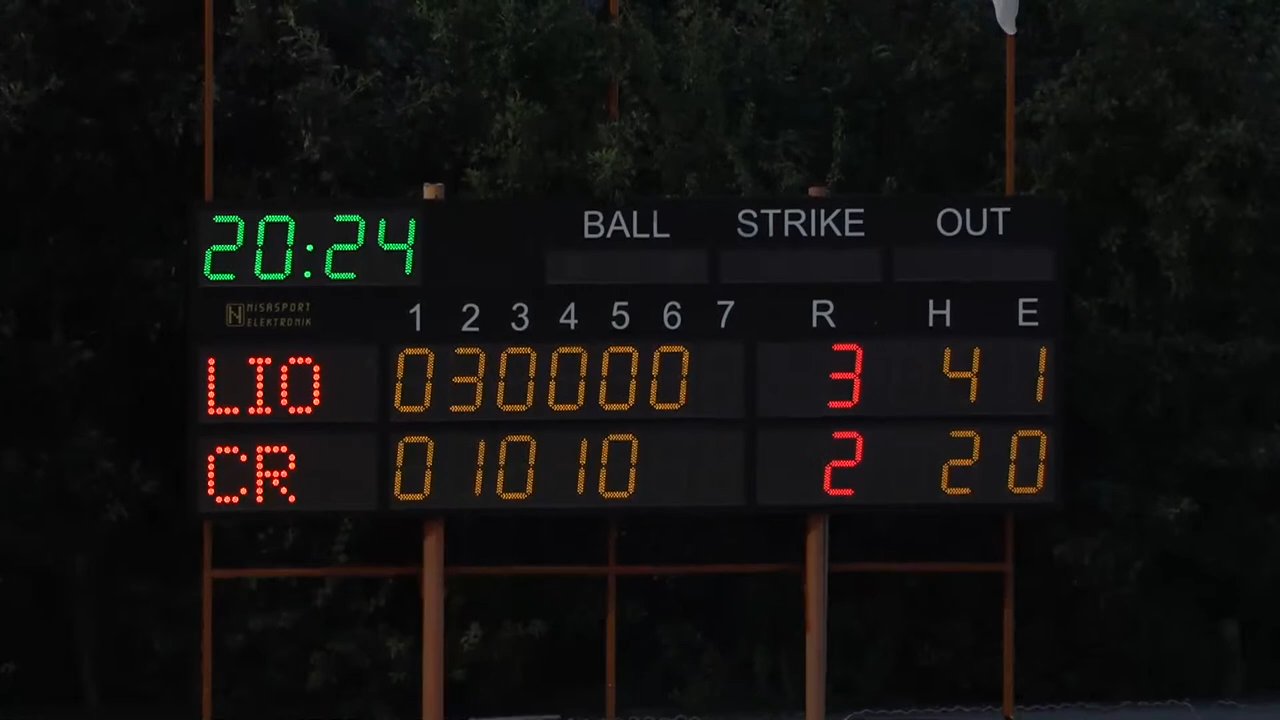 20:24 BALL STRIKE OUT
NISASPORT
ELEKTRONIK
1 2 3 4 5 6 7 R H E
LIO 0 3 0 0 0 0 3 4 1
CR 0 1 0 1 0 2 2 0